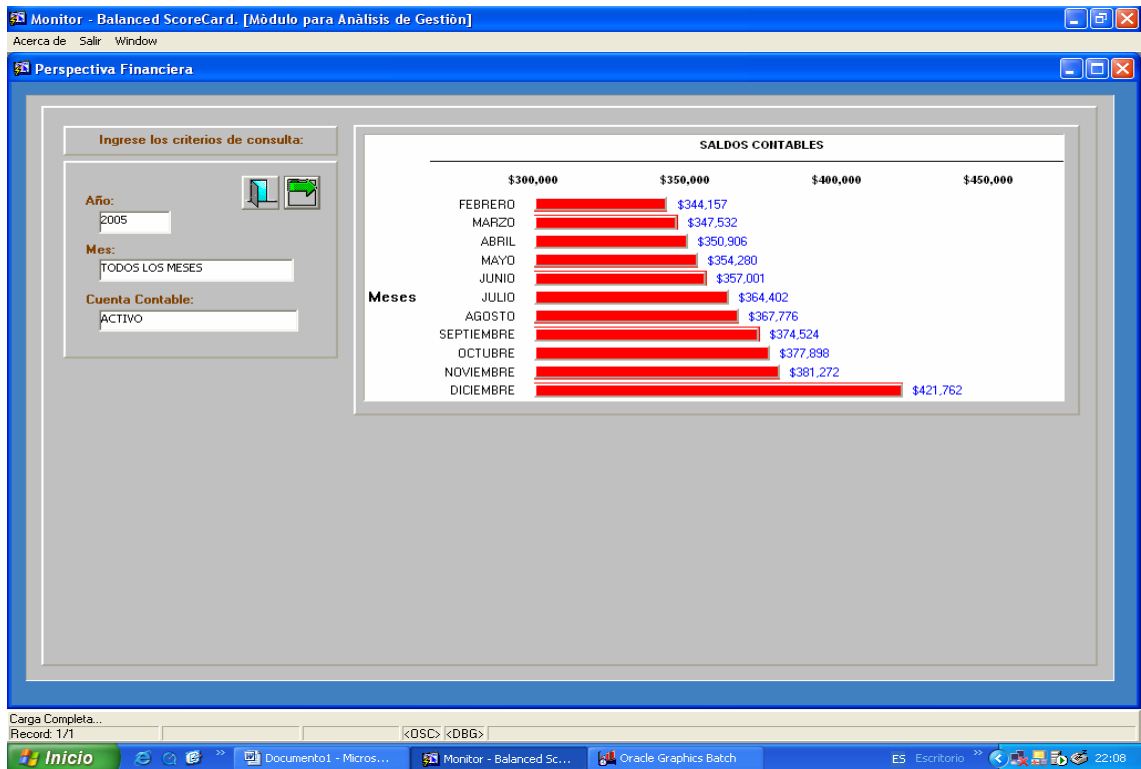 Monitor - Balanced ScoreCard. [Mòdulo para Anàlisis de Gestiòn]
Acerca de Salir Window
Perspectiva Financiera
Ingrese los criterios de consulta:
Año:
2005
Mes:
TODOS LOS MESES
Cuenta Contable:
ACTIVO
SALDOS CONTABLES
$300,000 $350,000 $400,000 $450,000
FEBRERO $344,157
MARZO $347,532
ABRIL $350,906
MAYO $354,280
JUNIO $357,001
Meses JULIO $364,402
AGOSTO $367,776
SEPTIEMBRE $374,524
OCTUBRE $377,898
NOVIEMBRE $381,272
DICIEMBRE $421,762
Carga Completa...
Record: 1/1 <OSC> <DBG>
Inicio » Documento1 - Micros... Monitor - Balanced Sc... Oracle Graphics Batch ES Escritorio » 22:08